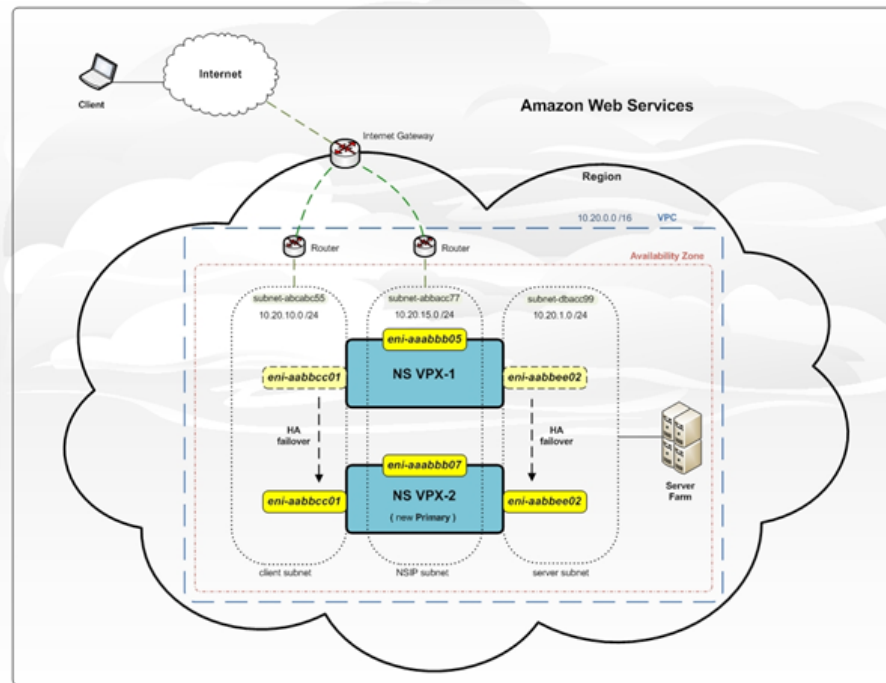 Internet
Client
Amazon Web Services
Internet Gateway
Region
10.20.0.0 /16 VPC
Router
Router
Availability Zone
subnet-abcabc55
subnet-abbacc77
subnet-dbacc99
10.20.10.0 /24
10.20.15.0 /24
10.20.1.0 /24
eni-aaabbb05
eni-aabbcc01
NS VPX-1
eni-aabbee02
HA
failover
HA
failover
eni-aaabbb07
eni-aabbcc01
NS VPX-2
eni-aabbee02
( new Primary )
Server
Farm
client subnet
NSIP subnet
server subnet